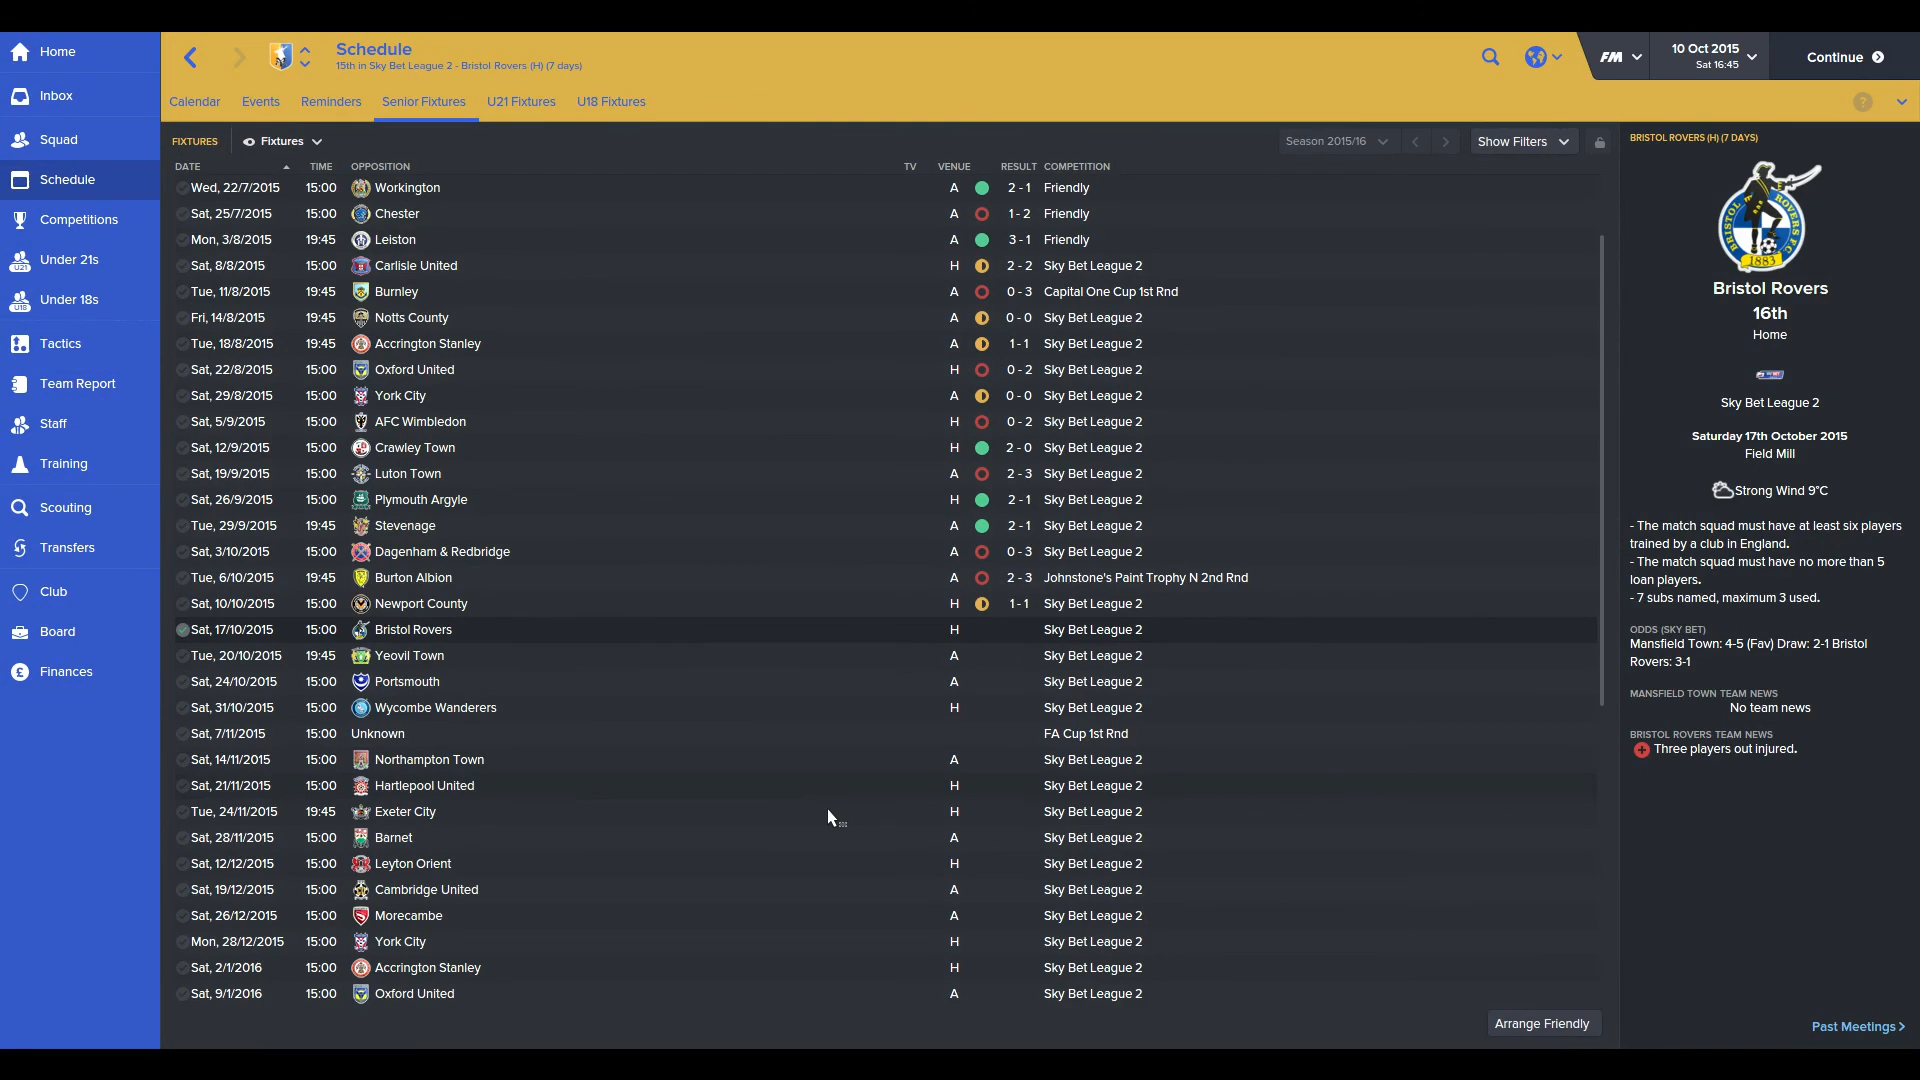 Home
Inbox
Squad
Schedule
Competitions
U21
Under 21s
U18
Under 18s
Tactics
Team Report
Staff
Training
Scouting
Transfers
Club
Board
Finances
Schedule
15th in Sky Bet League 2 - Bristol Rovers (H) (7 days)
FM
10 Oct 2015
Sat 16:45
Continue
Calendar
Events
Reminders
Senior Fixtures
U21 Fixtures
U18 Fixtures
?
FIXTURES
Fixtures
Season 2015/16
Show Filters
DATE TIME OPPOSITION TV VENUE RESULT COMPETITION
Wed, 22/7/2015 15:00 Workington A 2 - 1 Friendly
Sat, 25/7/2015 15:00 Chester A 1 - 2 Friendly
Mon, 3/8/2015 19:45 Leiston A 3 - 1 Friendly
Sat, 8/8/2015 15:00 Carlisle United H 2 - 2 Sky Bet League 2
Tue, 11/8/2015 19:45 Burnley A 0 - 3 Capital One Cup 1st Rnd
Fri, 14/8/2015 19:45 Notts County A 0 - 0 Sky Bet League 2
Tue, 18/8/2015 19:45 Accrington Stanley A 1 - 1 Sky Bet League 2
Sat, 22/8/2015 15:00 Oxford United H 0 - 2 Sky Bet League 2
Sat, 29/8/2015 15:00 York City A 0 - 0 Sky Bet League 2
Sat, 5/9/2015 15:00 AFC Wimbledon H 0 - 2 Sky Bet League 2
Sat, 12/9/2015 15:00 Crawley Town H 2 - 0 Sky Bet League 2
Sat, 19/9/2015 15:00 Luton Town A 2 - 3 Sky Bet League 2
Sat, 26/9/2015 15:00 Plymouth Argyle H 2 - 1 Sky Bet League 2
Tue, 29/9/2015 19:45 Stevenage A 2 - 1 Sky Bet League 2
Sat, 3/10/2015 15:00 Dagenham & Redbridge A 0 - 3 Sky Bet League 2
Tue, 6/10/2015 19:45 Burton Albion A 2 - 3 Johnstone's Paint Trophy N 2nd Rnd
Sat, 10/10/2015 15:00 Newport County H 1 - 1 Sky Bet League 2
Sat, 17/10/2015 15:00 Bristol Rovers H Sky Bet League 2
Tue, 20/10/2015 19:45 Yeovil Town A Sky Bet League 2
Sat, 24/10/2015 15:00 Portsmouth A Sky Bet League 2
Sat, 31/10/2015 15:00 Wycombe Wanderers H Sky Bet League 2
Sat, 7/11/2015 15:00 Unknown FA Cup 1st Rnd
Sat, 14/11/2015 15:00 Northampton Town A Sky Bet League 2
Sat, 21/11/2015 15:00 Hartlepool United H Sky Bet League 2
Tue, 24/11/2015 19:45 Exeter City H Sky Bet League 2
Sat, 28/11/2015 15:00 Barnet A Sky Bet League 2
Sat, 12/12/2015 15:00 Leyton Orient H Sky Bet League 2
Sat, 19/12/2015 15:00 Cambridge United A Sky Bet League 2
Sat, 26/12/2015 15:00 Morecambe A Sky Bet League 2
Mon, 28/12/2015 15:00 York City H Sky Bet League 2
Sat, 2/1/2016 15:00 Accrington Stanley H Sky Bet League 2
Sat, 9/1/2016 15:00 Oxford United A Sky Bet League 2
Arrange Friendly
BRISTOL ROVERS (H) (7 DAYS)
BRISTOL ROVERS F.C.
1883
Bristol Rovers
16th
Home
Sky Bet League 2
Saturday 17th October 2015
Field Mill
Strong Wind 9°C
- The match squad must have at least six players
trained by a club in England.
- The match squad must have no more than 5
loan players.
- 7 subs named, maximum 3 used.
ODDS (SKY BET)
Mansfield Town: 4-5 (Fav) Draw: 2-1 Bristol
Rovers: 3-1
MANSFIELD TOWN TEAM NEWS
No team news
BRISTOL ROVERS TEAM NEWS
Three players out injured.
Past Meetings